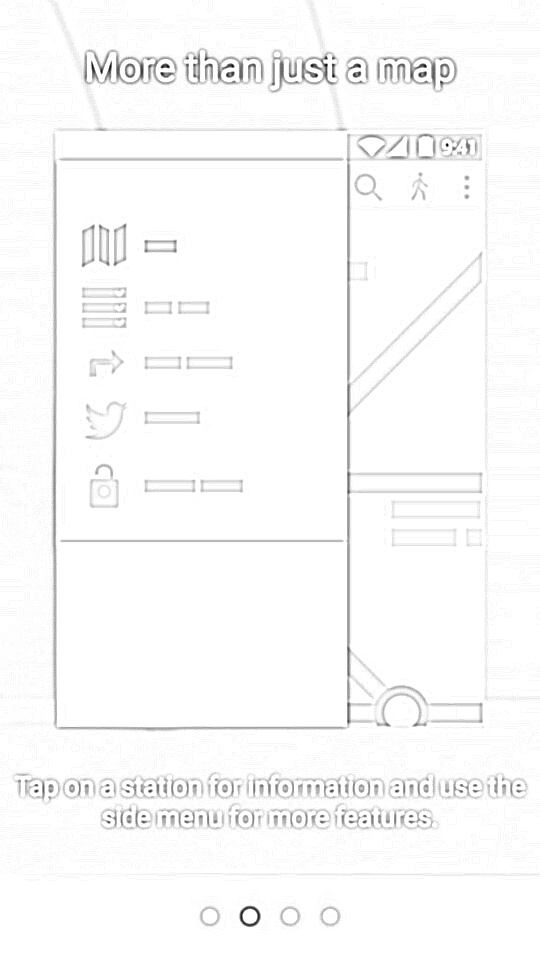 More than just a map
9:41
Tap on a station for information and use the
side menu for more features.